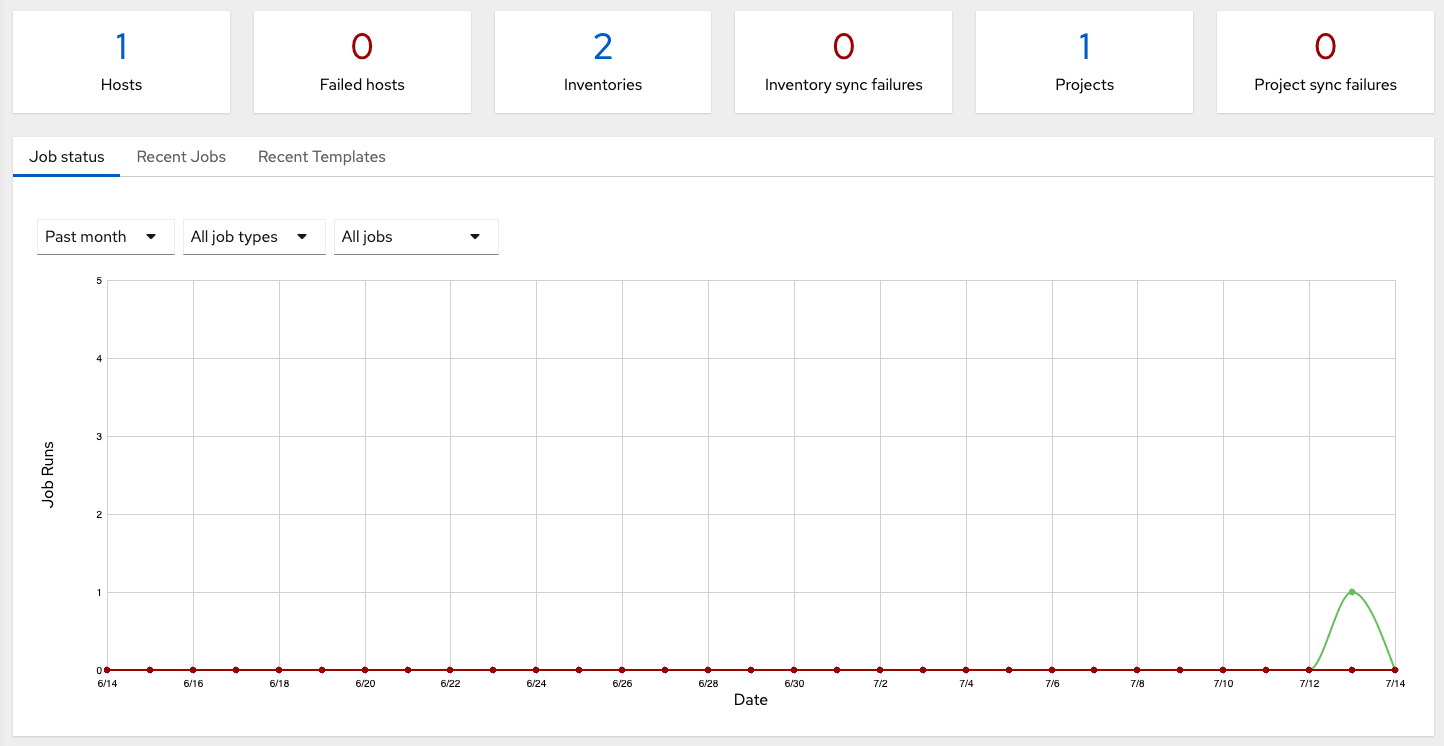 1 0 2 0 1 0
Hosts Failed hosts Inventories Inventory sync failures Projects Project sync failures
Job status Recent Jobs Recent Templates
Past month All job types All jobs
5
4
3
2
1
0
Job Runs
6/14 6/16 6/18 6/20 6/22 6/24 6/26 6/28 6/30 7/2 7/4 7/6 7/8 7/10 7/12 7/14
Date